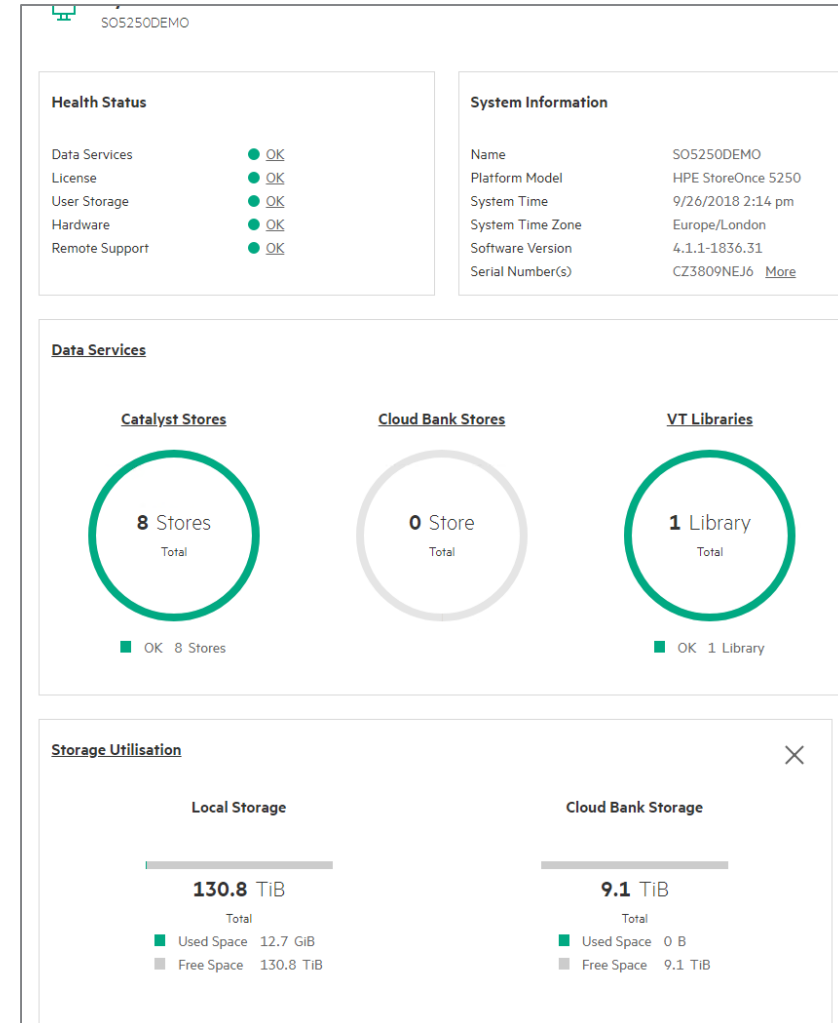 SO5250DEMO
Health Status
Data Services OK
License OK
User Storage OK
Hardware OK
Remote Support OK
System Information
Name SO5250DEMO
Platform Model HPE StoreOnce 5250
System Time 9/26/2018 2:14 pm
System Time Zone Europe/London
Software Version 4.1.1-1836.31
Serial Number(s) CZ3809NEJ6 More
Data Services
Catalyst Stores
8 Stores
Total
OK 8 Stores
Cloud Bank Stores
0 Store
Total
VT Libraries
1 Library
Total
OK 1 Library
Storage Utilisation
Local Storage
130.8 TiB
Total
Used Space 12.7 GiB
Free Space 130.8 TiB
Cloud Bank Storage
9.1 TiB
Total
Used Space 0 B
Free Space 9.1 TiB